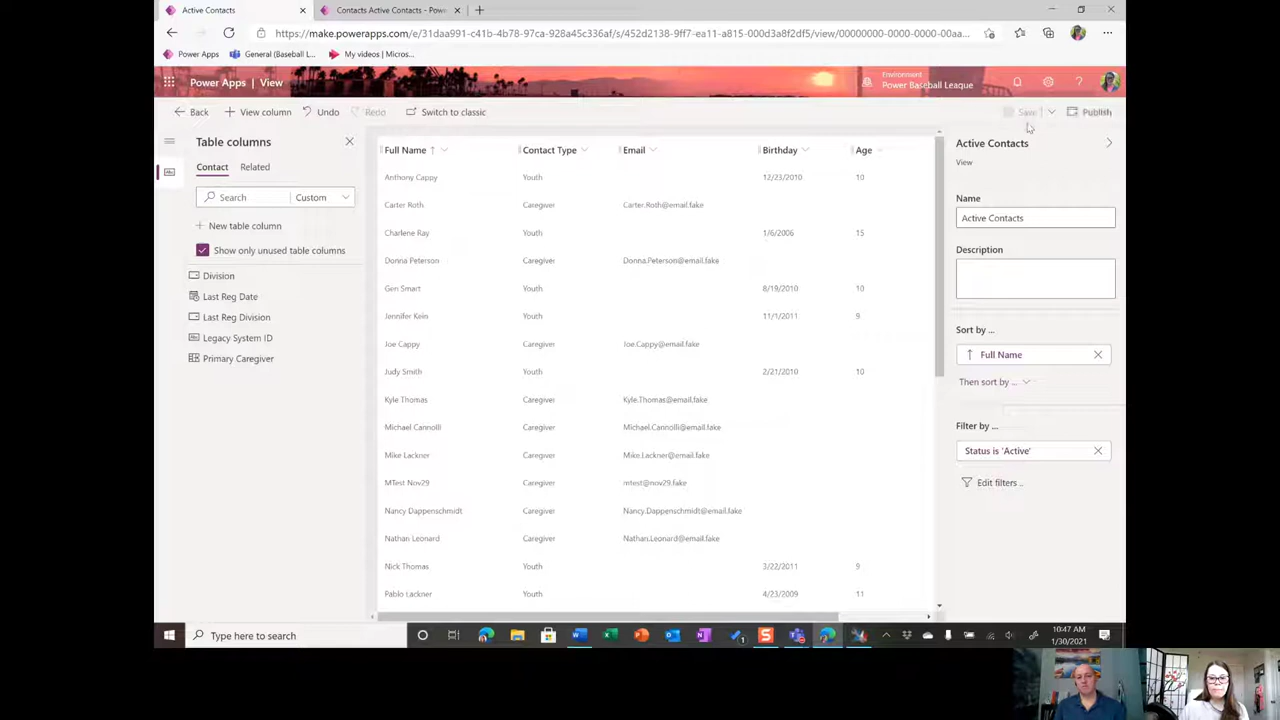 Active Contacts
Contacts Active Contacts - Powe
https://make.powerapps.com/e/31daa991-c41b-4b78-97ca-928a45c336af/s/452d2138-9ff7-ea11-a815-000d3a8f2df5/view/00000000-0000-0000-00aa...
Power Apps
General (Baseball L...
My videos | Micros...
Power Apps | View
Environment
Power Baseball League
Back
View column
Undo
Redo
Switch to classic
Save
Publish
Table columns
Contact
Related
Search
Custom
New table column
Show only unused table columns
Division
Last Reg Date
Last Reg Division
Legacy System ID
Primary Caregiver
Full Name Contact Type Email Birthday Age
Anthony Cappy Youth 12/23/2010 10
Carter Roth Caregiver Carter.Roth@email.fake
Charlene Ray Youth 1/6/2006 15
Donna Peterson Caregiver Donna.Peterson@email.fake
Gen Smart Youth 8/19/2010 10
Jennifer Kein Youth 11/1/2011 9
Joe Cappy Caregiver Joe.Cappy@email.fake
Judy Smith Youth 2/21/2010 10
Kyle Thomas Caregiver Kyle.Thomas@email.fake
Michael Cannolli Caregiver Michael.Cannolli@email.fake
Mike Lackner Caregiver Mike.Lackner@email.fake
MTest Nov29 Caregiver mtest@nov29.fake
Nancy Dappenschmidt Caregiver Nancy.Dappenschmidt@email.fake
Nathan Leonard Caregiver Nathan.Leonard@email.fake
Nick Thomas Youth 3/22/2011 9
Pablo Lackner Youth 4/23/2009 11
Active Contacts
View
Name
Active Contacts
Description
Sort by ...
Full Name
Then sort by ...
Filter by ...
Status is 'Active'
Edit filters ..
Type here to search
10:47 AM
1/30/2021